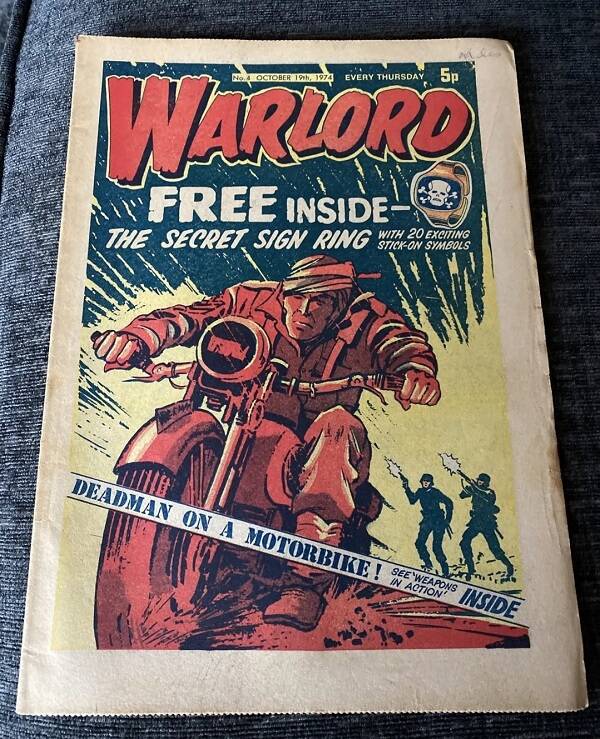 No.4 OCTOBER 19th, 1974 EVERY THURSDAY 5p
WARLORD
FREE INSIDE-
THE SECRET SIGN RING WITH 20 EXCITING
STICK-ON SYMBOLS
DEADMAN ON A MOTORBIKE! SEE 'WEAPONS
IN ACTION' INSIDE